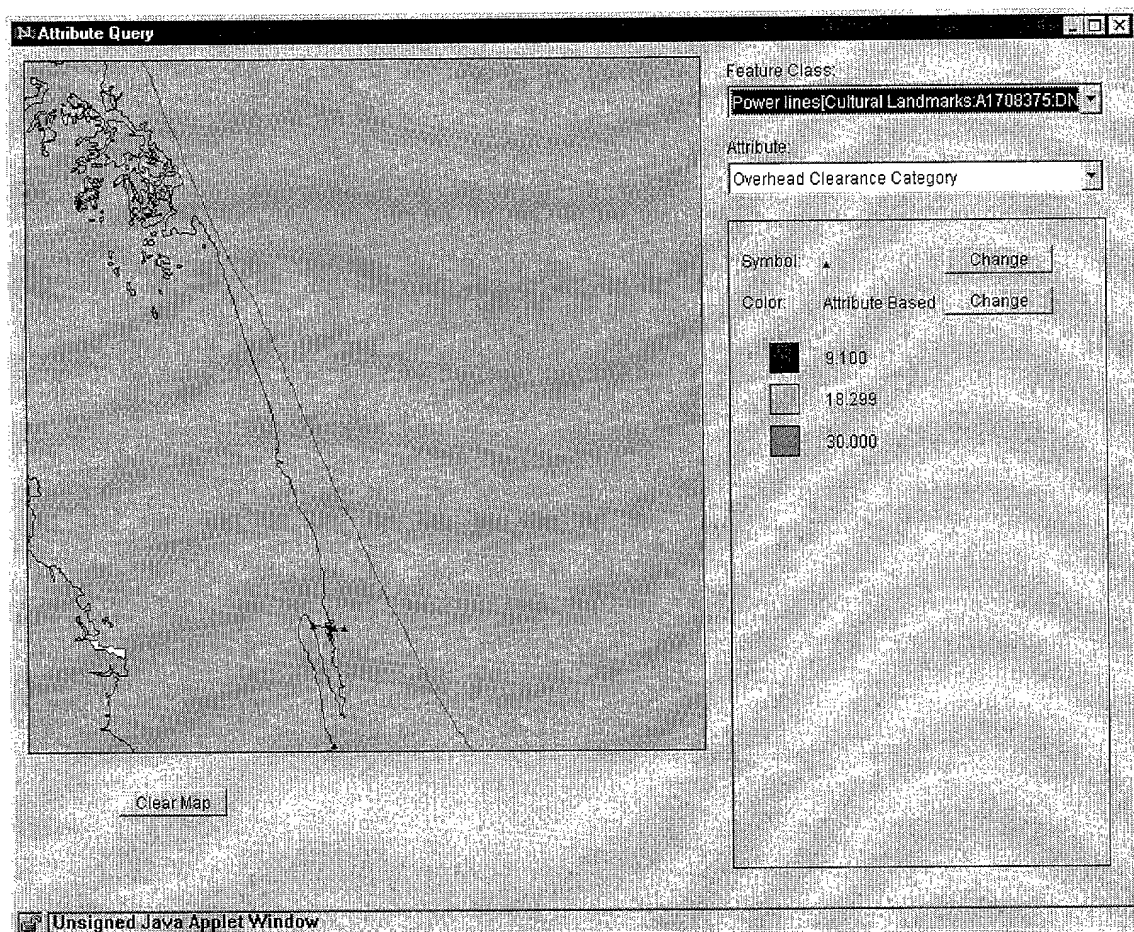 Attribute Query
Feature Class:
Power lines[Cultural Landmarks:A1708375:DN
Attribute:
Overhead Clearance Category
Symbol: Change
Color: Attribute Based Change
9.100
18.299
30.000
Clear Map
Unsigned Java Applet Window